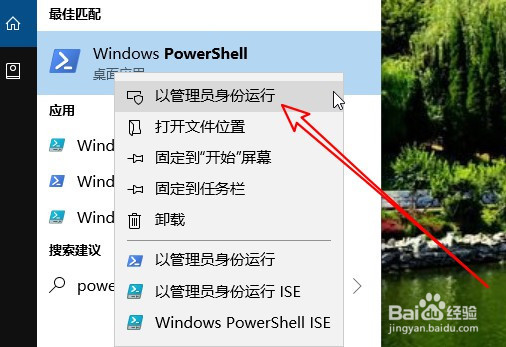 最佳匹配
Windows PowerShell
桌面应用
以管理员身份运行
应用
打开文件位置
Wind
固定到“开始”屏幕
Wind
固定到任务栏
Wind
卸载
搜索建议
以管理员身份运行
powe
以管理员身份运行 ISE
Windows PowerShell ISE
Bai 经验
jingyan.baidu.com